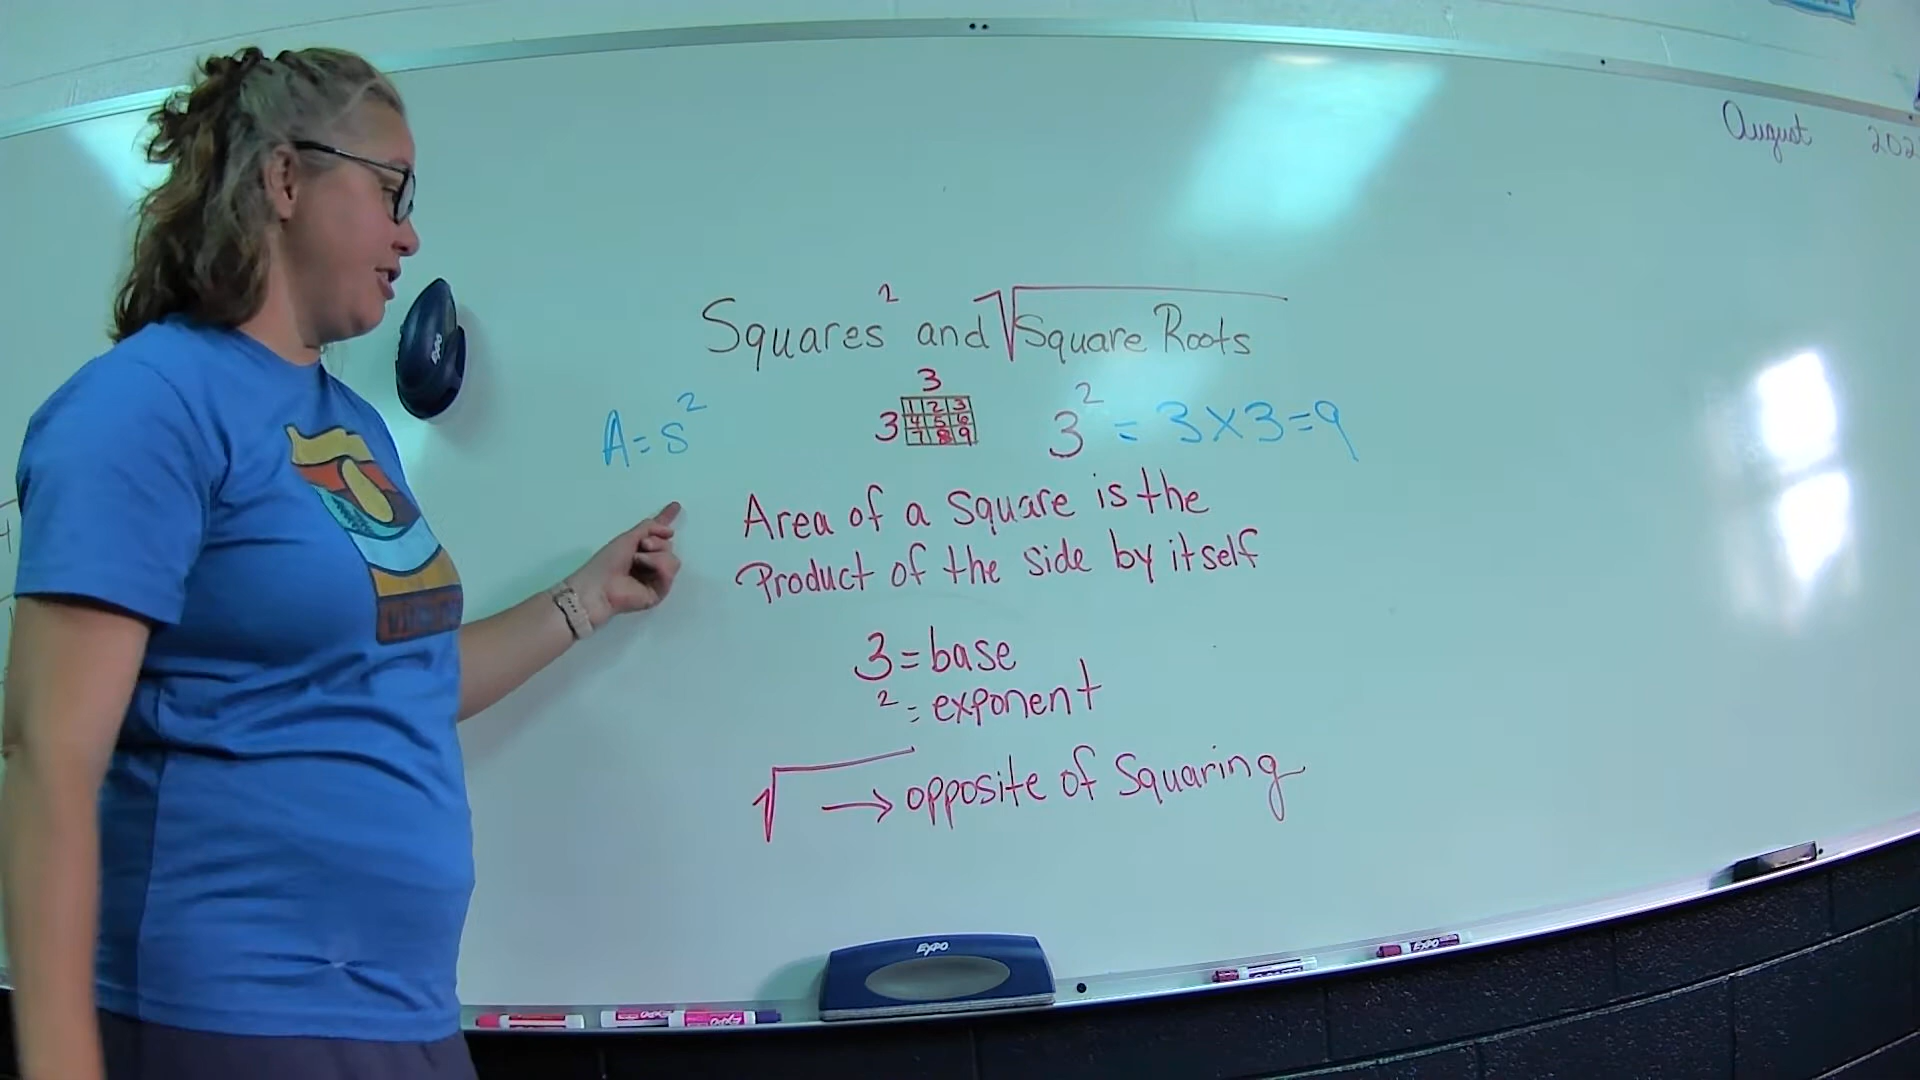 August 202
Squares² and √Square Roots
3
A=s²
3
1 2 3
4 5 6
7 8 9
3² = 3×3=9
Area of a square is the
Product of the side by itself
3=base
²= exponent
√ → opposite of Squaring
EXPO
EXPO
EXPO